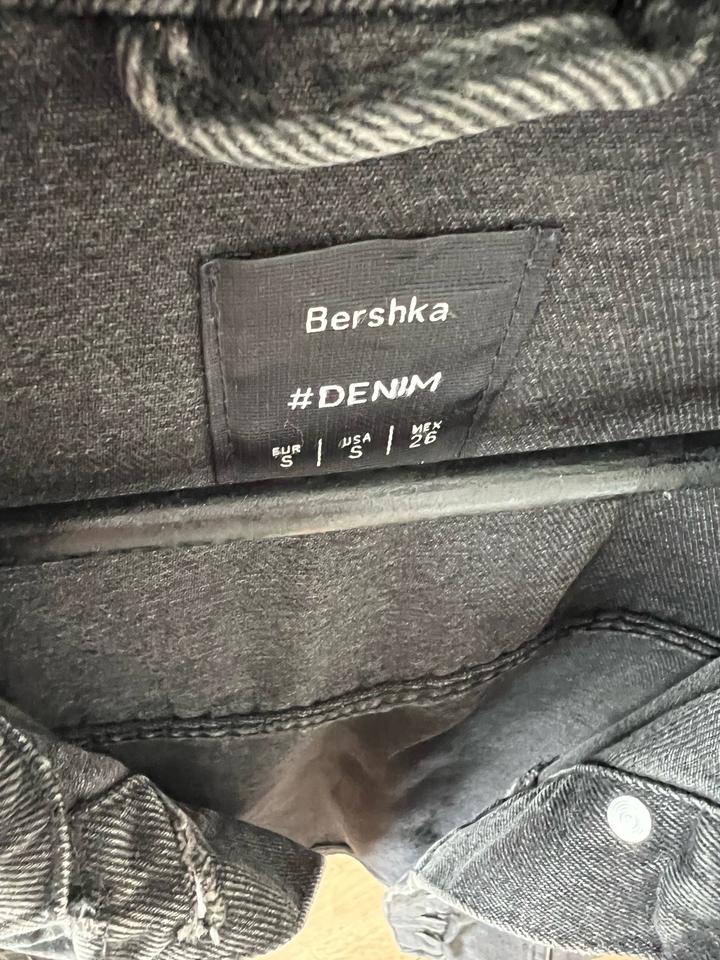 Bershka
#DENIM
EUR | USA | MEX
S | S | 26